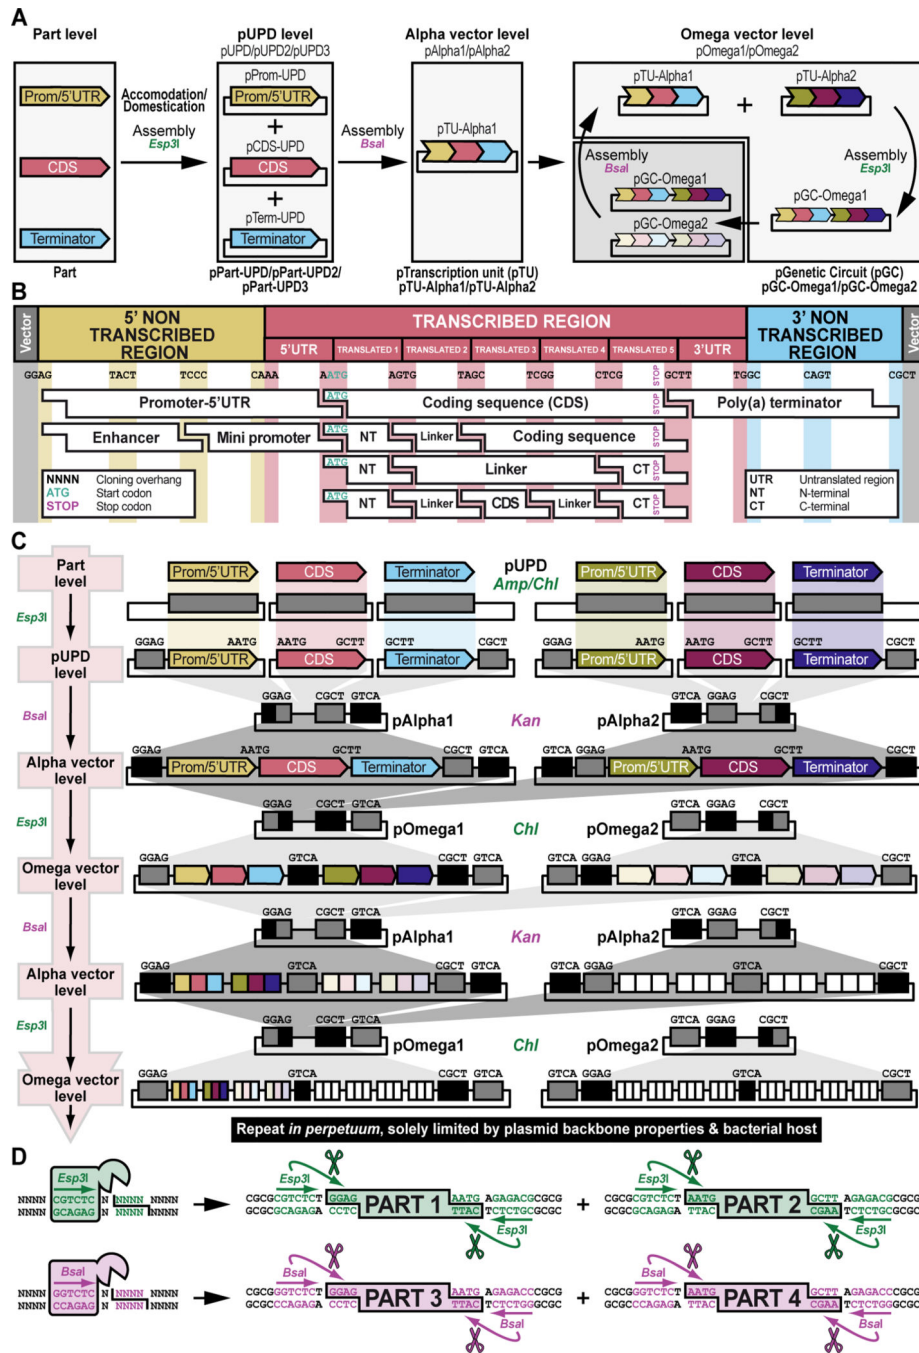 A
Part level
pUPD level
Alpha vector level
Omega vector level
pUPD/pUPD2/pUPD3
pAlpha1/pAlpha2
pOmega1/pOmega2
Prom/5'UTR
CDS
Terminator
Part
Accomodation/
Domestication
Assembly
Esp3I
pProm-UPD
Prom/5'UTR
+
pCDS-UPD
CDS
+
pTerm-UPD
Terminator
pPart-UPD/pPart-UPD2/
pPart-UPD3
Assembly
BsaI
pTU-Alpha1
pTranscription unit (pTU)
pTU-Alpha1/pTU-Alpha2
pTU-Alpha1
+
pTU-Alpha2
Assembly
BsaI
pGC-Omega1
pGC-Omega2
Assembly
Esp3I
pGC-Omega1
pGenetic Circuit (pGC)
pGC-Omega1/pGC-Omega2
B
Vector
5' NON
TRANSCRIBED
REGION
TRANSCRIBED REGION
5'UTR
TRANSLATED 1
TRANSLATED 2
TRANSLATED 3
TRANSLATED 4
TRANSLATED 5
3'UTR
3' NON
TRANSCRIBED
REGION
Vector
GGAG TACT TCCC CAAA AATG AGTG TAGC TCGG CTCG STOP GCTT TGGC CAGT CGCT
Promoter-5'UTR ATG Coding sequence (CDS) STOP Poly(a) terminator
Enhancer Mini promoter ATG NT Linker Coding sequence STOP
ATG NT Linker CT STOP
ATG NT Linker CDS Linker CT STOP
NNNN Cloning overhang
ATG Start codon
STOP Stop codon
UTR Untranslated region
NT N-terminal
CT C-terminal
C
Part
level
Prom/5'UTR CDS Terminator pUPD Prom/5'UTR CDS Terminator
Amp/Chl
Esp3I
GGAG AATG AATG GCTT GCTT CGCT GGAG AATG AATG GCTT GCTT CGCT
pUPD
level
Prom/5'UTR CDS Terminator Prom/5'UTR CDS Terminator
GGAG CGCT GTCA GTCA GGAG CGCT
BsaI
pAlpha1 Kan pAlpha2
GGAG AATG GCTT CGCT GTCA GTCA GGAG AATG GCTT CGCT
Alpha vector
level
Prom/5'UTR CDS Terminator Prom/5'UTR CDS Terminator
GGAG CGCT GTCA GTCA GGAG CGCT
Esp3I
pOmega1 Chl pOmega2
GGAG GTCA CGCT GTCA GTCA GGAG GTCA CGCT
Omega vector
level
GGAG CGCT GTCA GTCA GGAG CGCT
BsaI
pAlpha1 Kan pAlpha2
GGAG GTCA CGCT GTCA GTCA GGAG GTCA CGCT
Alpha vector
level
GGAG CGCT GTCA GTCA GGAG CGCT
Esp3I
pOmega1 Chl pOmega2
GGAG GTCA CGCT GTCA GTCA GGAG GTCA CGCT
Omega vector
level
Repeat in perpetuum, solely limited by plasmid backbone properties & bacterial host
D
Esp3I
NNNN CGTCTC N NNNN NNNN
NNNN GCAGAG N NNNN NNNN
Esp3I
CGCGCGTCTCT GGAG PART 1 AATG AGAGACGCGCG
GCGCGCAGAGA CCTC TTAC TCTCTGCGCGC
Esp3I
+
Esp3I
CGCGCGTCTCT AATG PART 2 GCTT AGAGACGCGCG
GCGCGCAGAGA TTAC CGAA TCTCTGCGCGC
Esp3I
BsaI
NNNN GGTCTC N NNNN NNNN
NNNN CCAGAG N NNNN NNNN
BsaI
CGCGGGTCTCT GGAG PART 3 AATG AGAGACCCGCG
GCGCCCAGAGA CCTC TTAC TCTCTGGGCGC
BsaI
+
BsaI
CGCGGGTCTCT AATG PART 4 GCTT AGAGACCCGCG
GCGCCCAGAGA TTAC CGAA TCTCTGGGCGC
BsaI